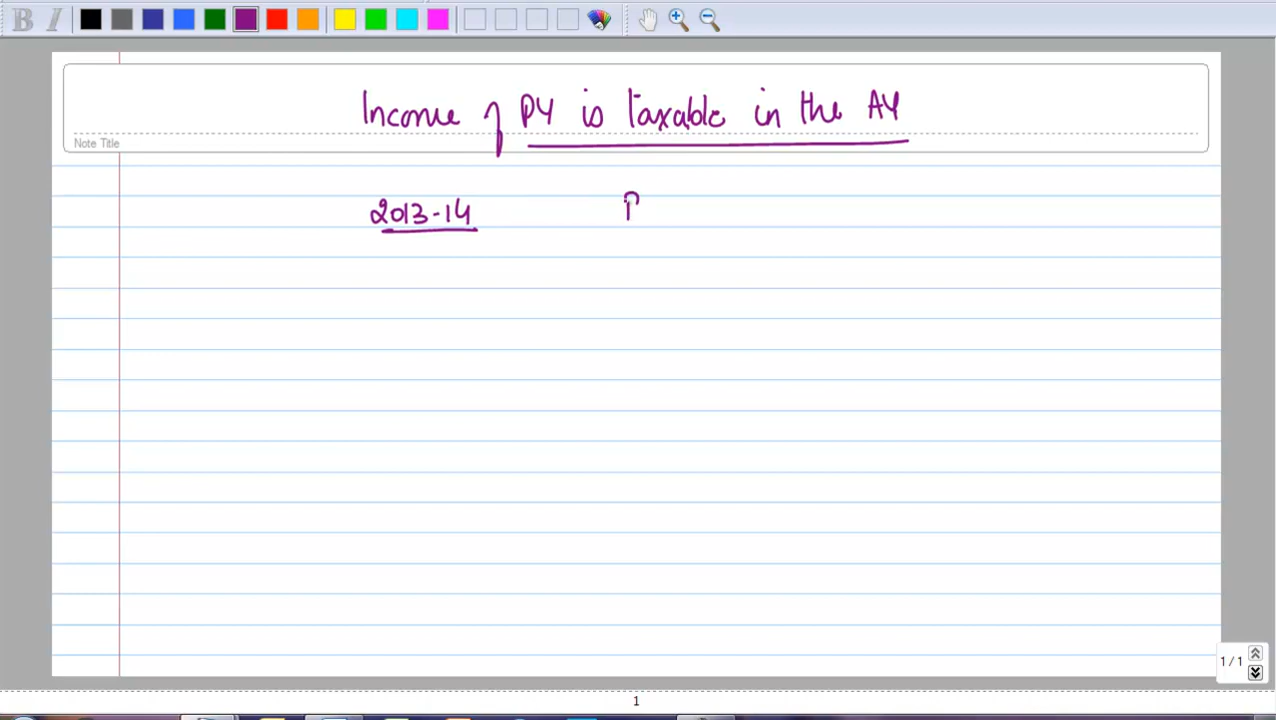 B I
Income of PY is taxable in the AY
Note Title
2013-14 P
1 / 1
1